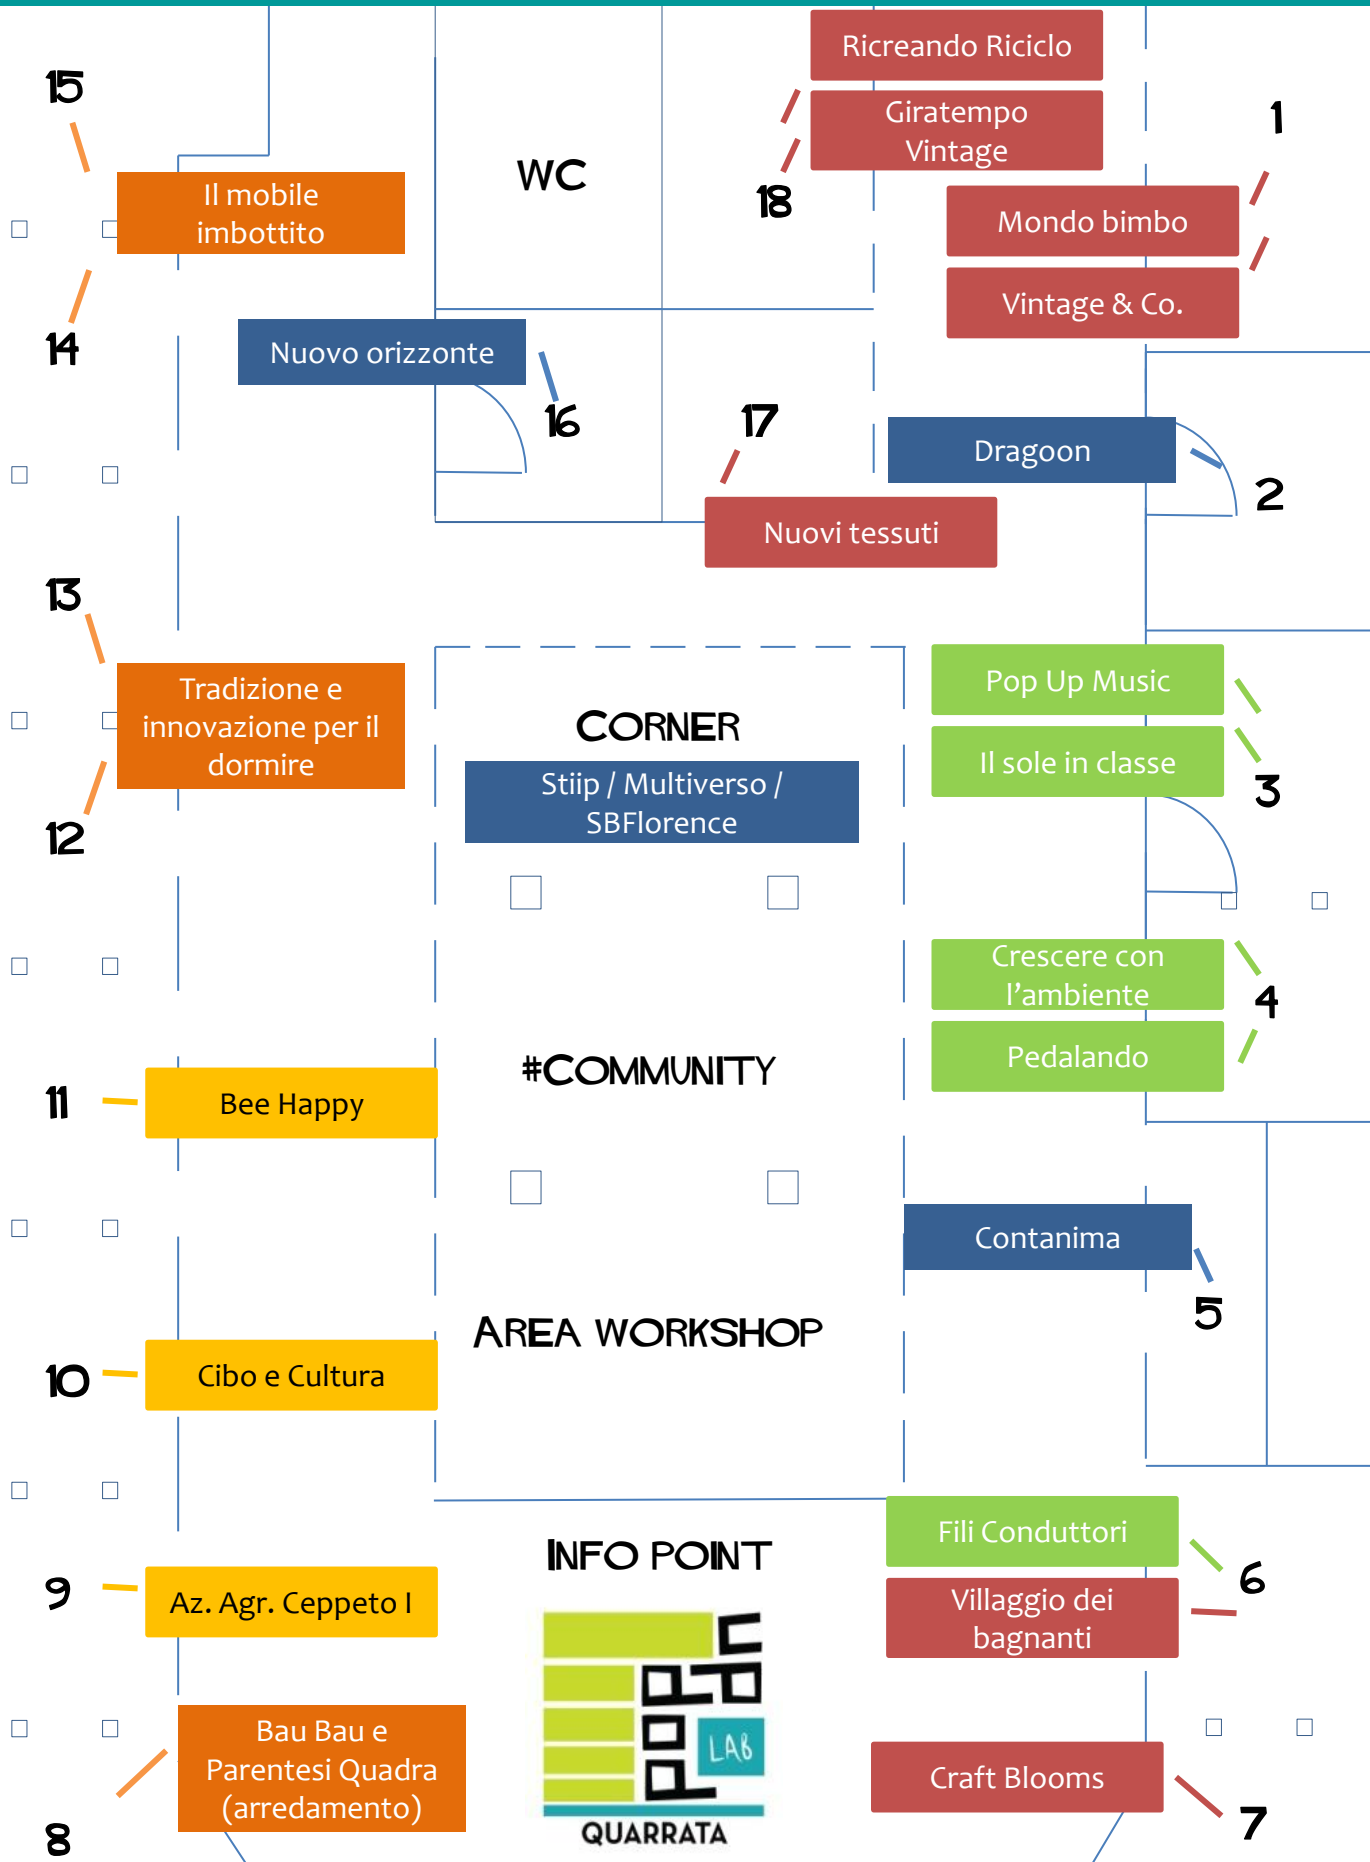 15
Ricreando Riciclo
Giratempo
Vintage
1
WC
18
Il mobile
imbottito
Mondo bimbo
Vintage & Co.
14
Nuovo orizzonte
16
17
Dragoon
2
Nuovi tessuti
13
Tradizione e
innovazione per il
dormire
12
CORNER
Stiip / Multiverso /
SBFlorence
Pop Up Music
Il sole in classe
3
Crescere con
l’ambiente
4
Pedalando
#COMMUNITY
11
Bee Happy
Contanima
5
AREA WORKSHOP
10
Cibo e Cultura
Fili Conduttori
6
Villaggio dei
bagnanti
INFO POINT
9
Az. Agr. Ceppeto I
Bau Bau e
Parentesi Quadra
(arredamento)
8
pop up
LAB
QUARRATA
Craft Blooms
7